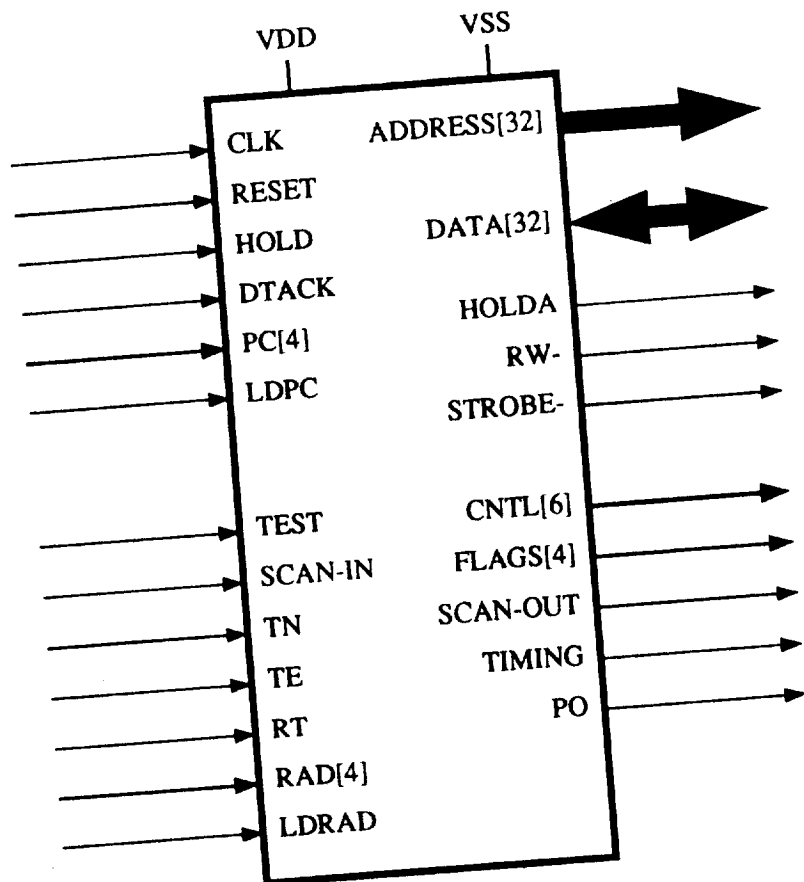 VDD
VSS
CLK
RESET
HOLD
DTACK
PC[4]
LDPC
TEST
SCAN-IN
TN
TE
RT
RAD[4]
LDRAD
ADDRESS[32]
DATA[32]
HOLDA
RW-
STROBE-
CNTL[6]
FLAGS[4]
SCAN-OUT
TIMING
PO